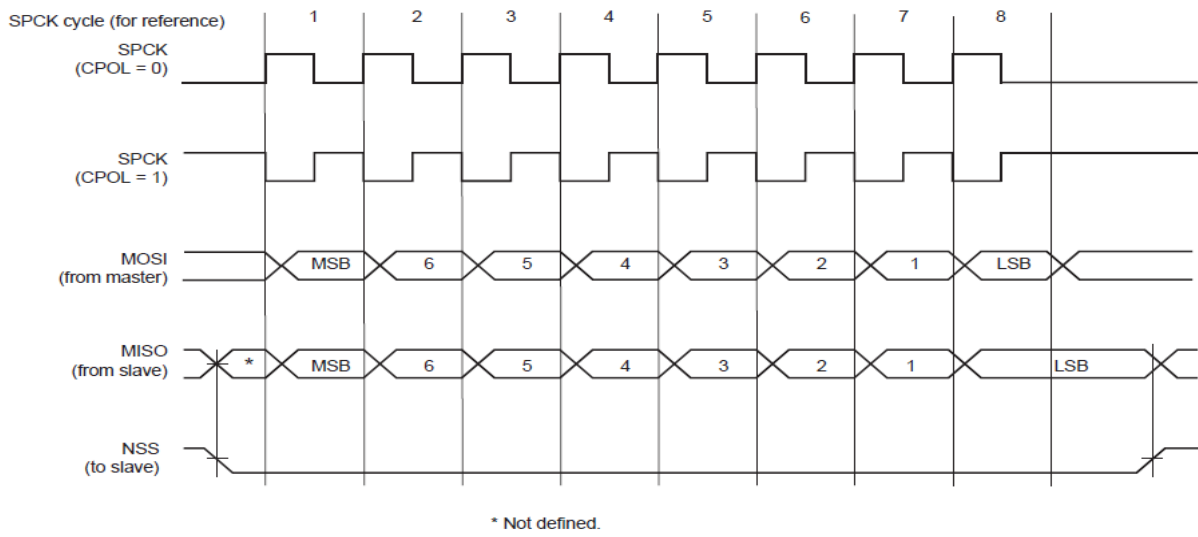 SPCK cycle (for reference) 1 2 3 4 5 6 7 8
SPCK
(CPOL = 0)
SPCK
(CPOL = 1)
MOSI
(from master)
MSB 6 5 4 3 2 1 LSB
MISO
(from slave)
* MSB 6 5 4 3 2 1 LSB
NSS
(to slave)
* Not defined.